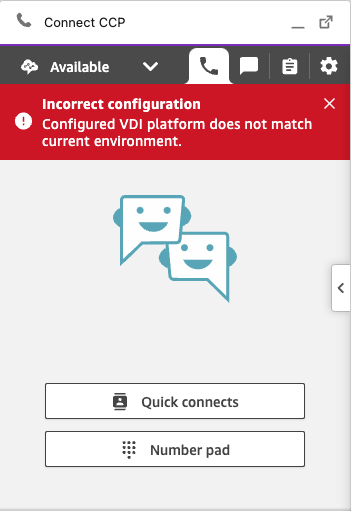 Connect CCP
Available
Incorrect configuration
Configured VDI platform does not match
current environment.
Quick connects
Number pad